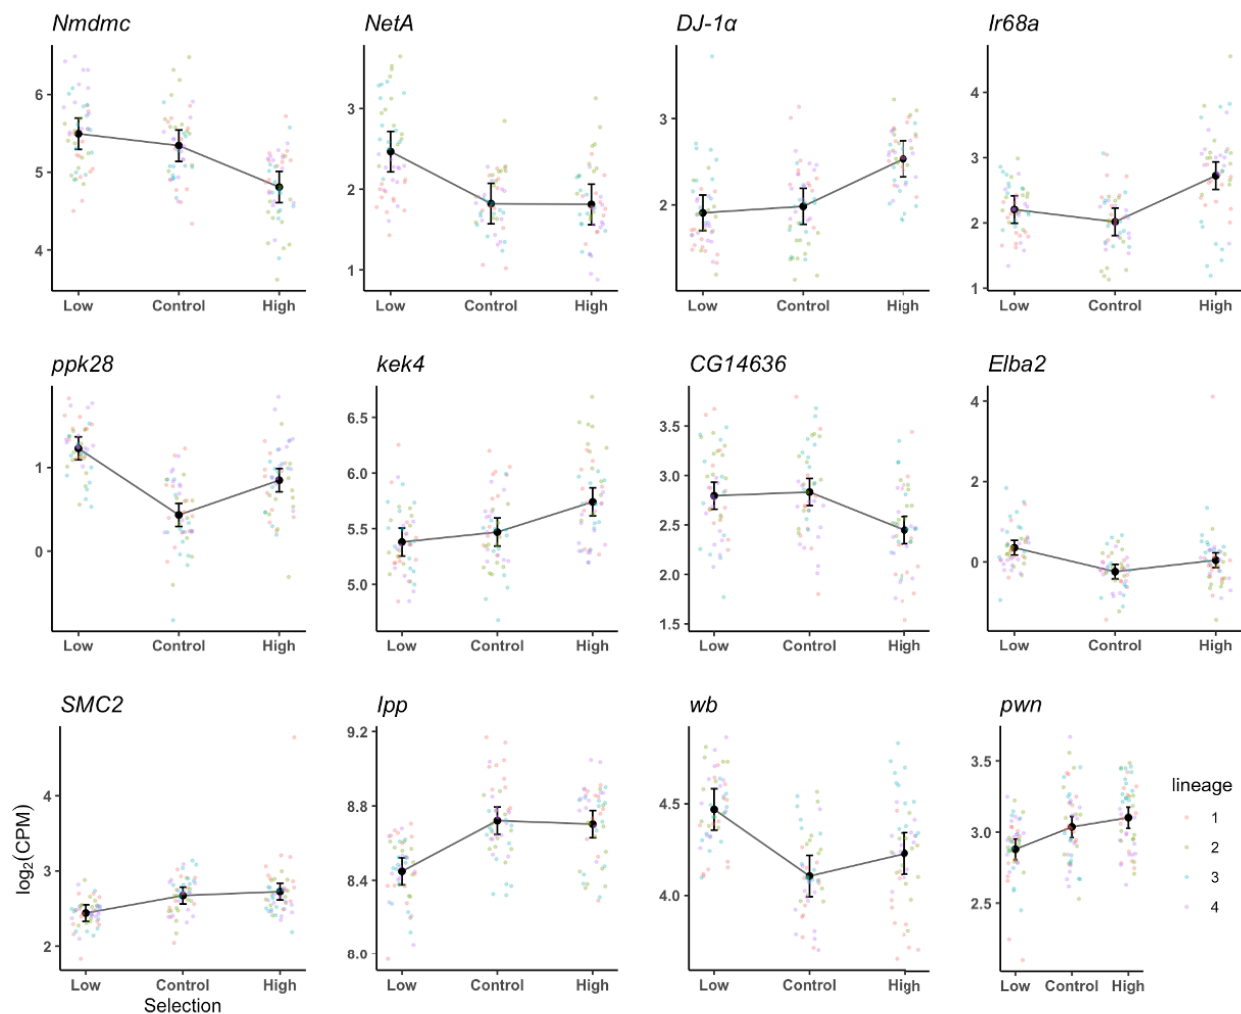 Nmdmc NetA DJ-1α Ir68a
6 5 4
3 2 1
3 2
4 3 2 1
Low Control High Low Control High Low Control High Low Control High
ppk28 kek4 CG14636 Elba2
1 0
6.5 6.0 5.5 5.0
3.5 3.0 2.5 2.0 1.5
4 2 0
Low Control High Low Control High Low Control High Low Control High
SMC2 Ipp wb pwn
log₂(CPM)
4 3 2
9.2 8.8 8.4 8.0
4.5 4.0
3.5 3.0 2.5
Low Control High Low Control High Low Control High Low Control High
Selection
lineage
1
2
3
4